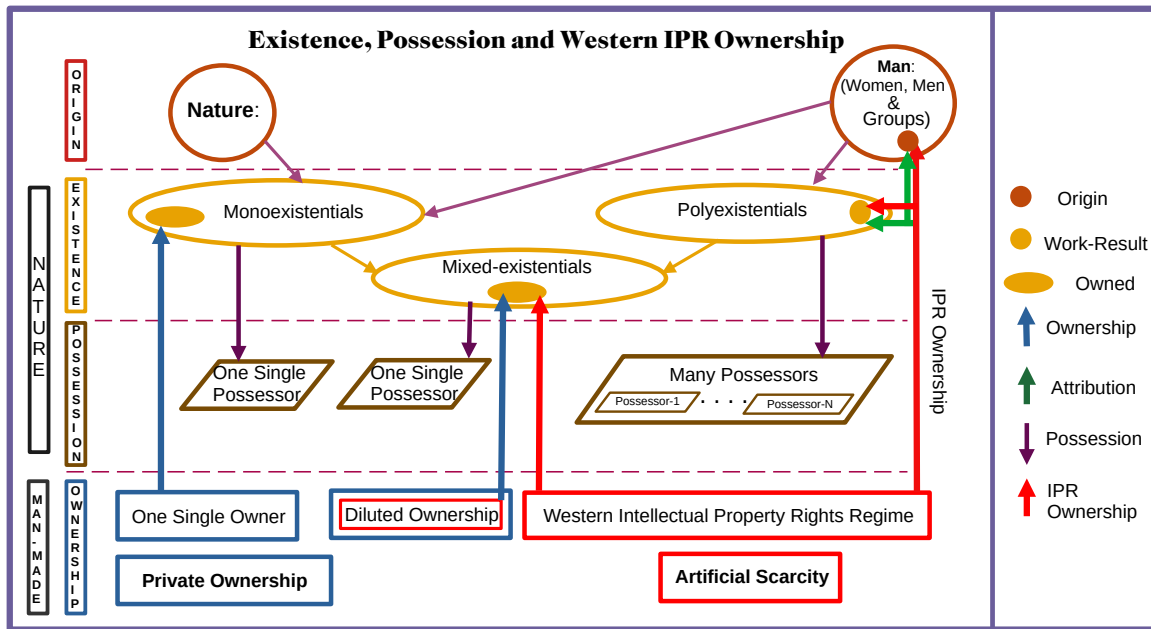 Existence, Possession and Western IPR Ownership
ORIGIN
Nature:
Man:
(Women, Men
&
Groups)
NATURE
EXISTENCE
Monoexistentials
Polyexistentials
Mixed-existentials
POSSESSION
One Single
Possessor
One Single
Possessor
Many Possessors
Possessor-1
. . . .
Possessor-N
IPR Ownership
MAN-MADE
OWNERSHIP
One Single Owner
Diluted Ownership
Western Intellectual Property Rights Regime
Private Ownership
Artificial Scarcity
Origin
Work-Result
Owned
Ownership
Attribution
Possession
IPR
Ownership